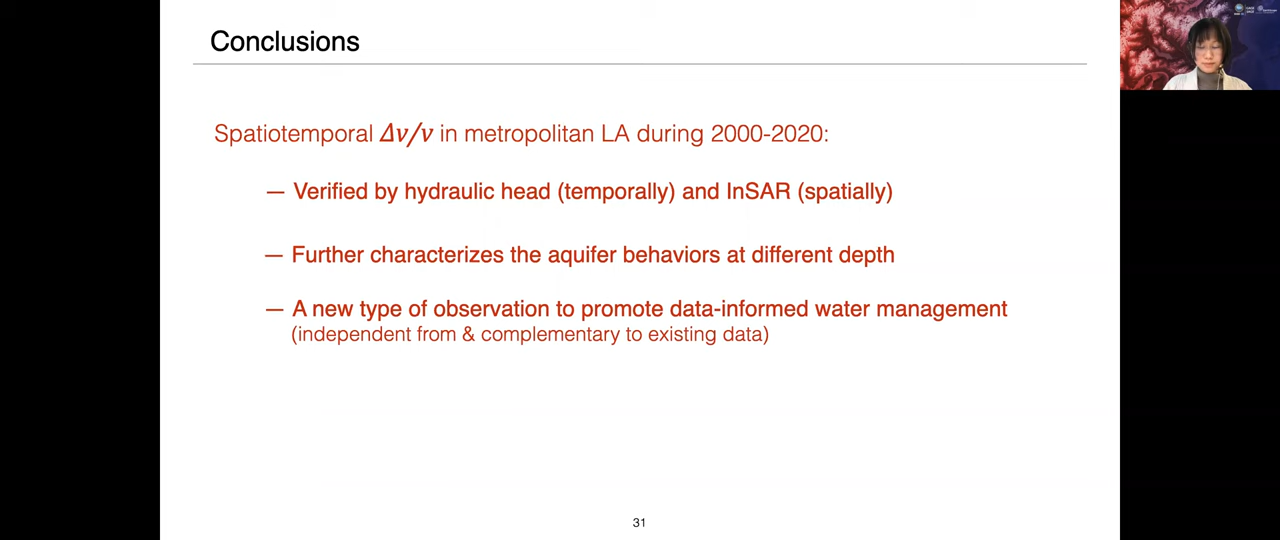 Conclusions
Spatiotemporal Δv/v in metropolitan LA during 2000-2020:
— Verified by hydraulic head (temporally) and InSAR (spatially)
— Further characterizes the aquifer behaviors at different depth
— A new type of observation to promote data-informed water management
(independent from & complementary to existing data)
31